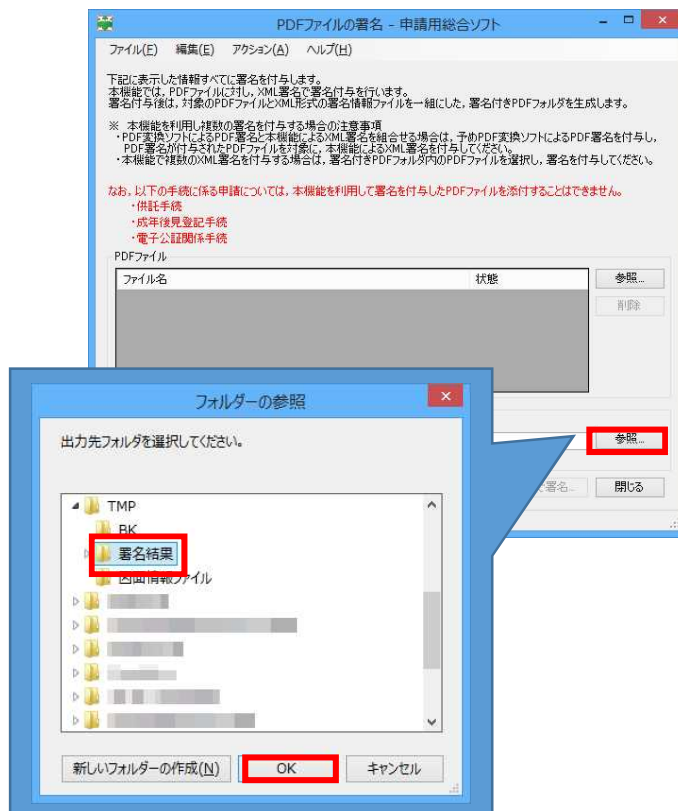 PDFファイルの署名 - 申請用総合ソフト
ファイル(F) 編集(E) アクション(A) ヘルプ(H)
下記に表示した情報すべてに署名を付与します。
本機能では，PDFファイルに対し，XML署名で署名付与を行います。
署名付与後は，対象のPDFファイルとXML形式の署名情報ファイルを一組にした，署名付きPDFフォルダを生成します。
※ 本機能を利用し複数の署名を付与する場合の注意事項
・PDF変換ソフトによるPDF署名と本機能によるXML署名を組合せる場合は，予めPDF変換ソフトによるPDF署名を付与し，
PDF署名が付与されたPDFファイルを対象に，本機能によるXML署名を付与してください。
・本機能で複数のXML署名を付与する場合は，署名付きPDFフォルダ内のPDFファイルを選択し，署名を付与してください。
なお，以下の手続に係る申請については，本機能を利用して署名を付与したPDFファイルを添付することはできません。
・供託手続
・成年後見登記手続
・電子公証関係手続
PDFファイル
ファイル名 状態 参照...
削除
参照...
署名... 閉じる
フォルダーの参照
出力先フォルダを選択してください。
TMP
BK
署名結果
図面情報ファイル
新しいフォルダーの作成(N) OK キャンセル